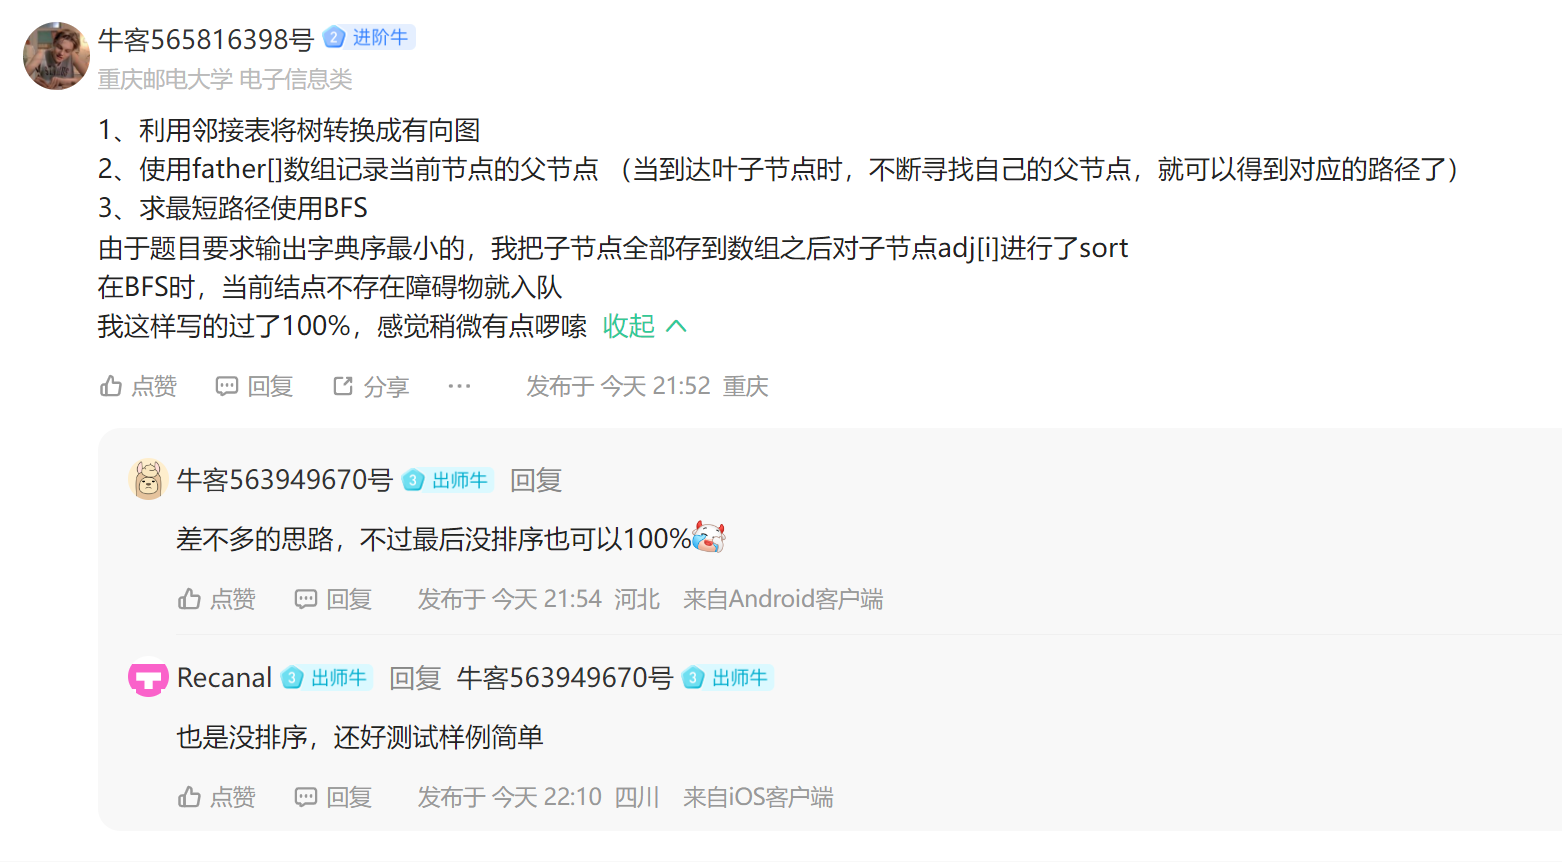 牛客565816398号 2 进阶牛
重庆邮电大学 电子信息类
1、利用邻接表将树转换成有向图
2、使用father[]数组记录当前节点的父节点 （当到达叶子节点时，不断寻找自己的父节点，就可以得到对应的路径了）
3、求最短路径使用BFS
由于题目要求输出字典序最小的，我把子节点全部存到数组之后对子节点adj[i]进行了sort
在BFS时，当前结点不存在障碍物就入队
我这样写的过了100%，感觉稍微有点啰嗦 收起
点赞 回复 分享 ... 发布于 今天 21:52 重庆
牛客563949670号 3 出师牛 回复
差不多的思路，不过最后没排序也可以100%
点赞 回复 发布于 今天 21:54 河北 来自Android客户端
Recanal 3 出师牛 回复 牛客563949670号 3 出师牛
也是没排序，还好测试样例简单
点赞 回复 发布于 今天 22:10 四川 来自iOS客户端